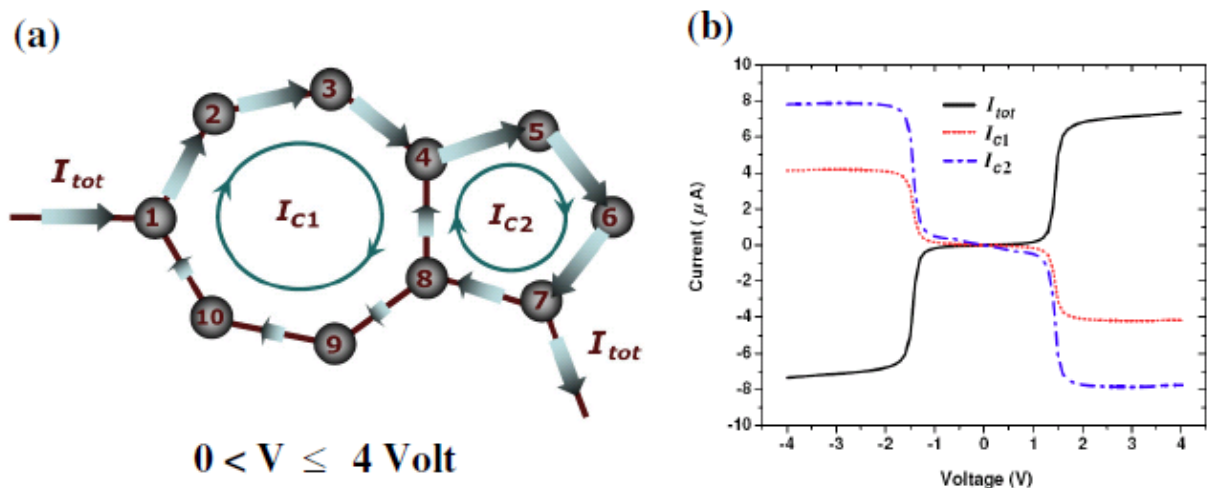 (a)
I_tot
1
2
3
4
5
6
7
8
9
10
I_C1
I_C2
I_tot
0 < V ≤ 4 Volt
(b)
Current ( μ A)
10
8
6
4
2
0
-2
-4
-6
-8
-10
I_tot
I_c1
I_c2
-4 -3 -2 -1 0 1 2 3 4
Voltage (V)